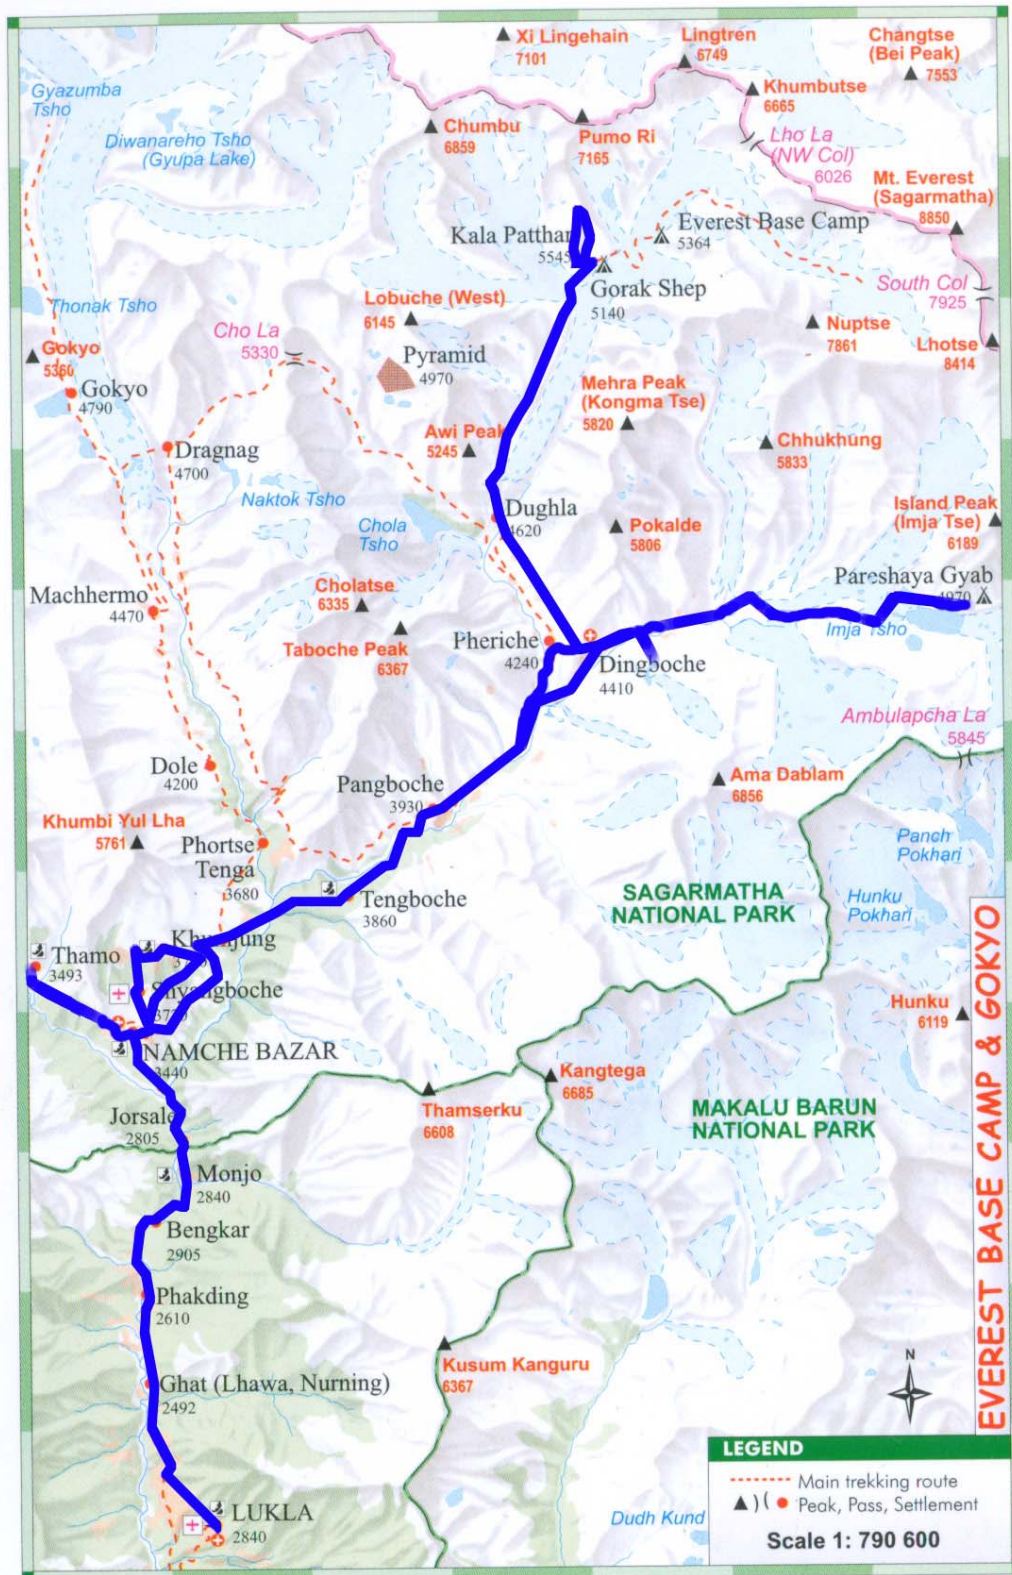 Xi Lingehain
7101
Lingtren
6749
Changtse
(Bei Peak)
7553
Gyazumba
Tsho
Khumbutse
6665
Diwanareho Tsho
(Gyupa Lake)
Chumbu
6859
Pumo Ri
7165
Lho La
(NW Col)
6026
Mt. Everest
(Sagarmatha)
8850
Kala Patthar
5545
Everest Base Camp
5364
Gorak Shep
5140
South Col
7925
Thonak Tsho
Lobuche (West)
6145
Cho La
5330
Nuptse
7861
Lhotse
8414
Gokyo
5360
Pyramid
4970
Gokyo
4790
Mehra Peak
(Kongma Tse)
5820
Awi Peak
5245
Chhukhung
5833
Dragnag
4700
Naktok Tsho
Chola
Tsho
Dughla
4620
Pokalde
5806
Island Peak
(Imja Tse)
6189
Machhermo
4470
Cholatse
6335
Pareshaya Gyab
4970
Imja Tsho
Taboche Peak
6367
Pheriche
4240
Dingboche
4410
Ambulapcha La
5845
Dole
4200
Pangboche
3930
Ama Dablam
6856
Khumbi Yul Lha
5761
Phortse
Tenga
3680
Panch
Pokhari
Tengboche
3860
SAGARMATHA
NATIONAL PARK
Hunku
Pokhari
Thamo
3493
Khumjung
Shyangboche
Hunku
6119
NAMCHE BAZAR
3440
Kangtega
6685
Thamserku
6608
Jorsale
2805
MAKALU BARUN
NATIONAL PARK
Monjo
2840
Bengkar
2905
Phakding
2610
Kusum Kanguru
6367
Ghat (Lhawa, Nurning)
2492
N
EVEREST BASE CAMP & GOKYO
LUKLA
2840
Dudh Kund
LEGEND
Main trekking route
Peak, Pass, Settlement
Scale 1: 790 600